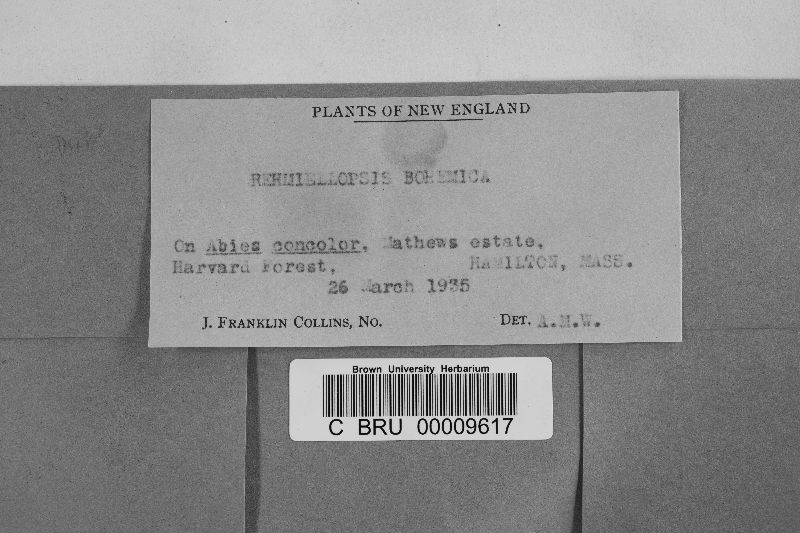 PLANTS OF NEW ENGLAND
REHMIELLOPSIS BOHEMICA
On Abies concolor, Mathews estate,
Harvard Forest, HAMILTON, MASS.
26 March 1935
J. FRANKLIN COLLINS, NO. DET. A.M.W.
Brown University Herbarium
C BRU 00009617